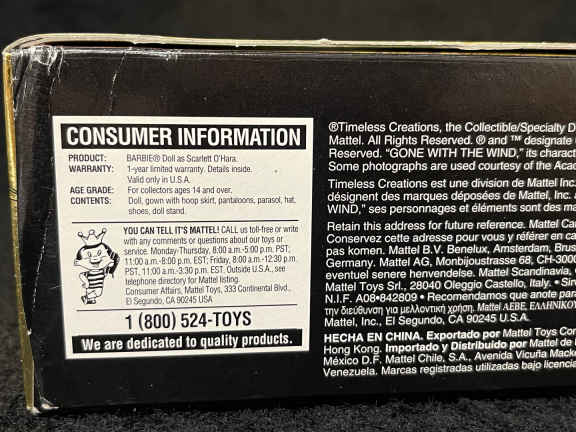 CONSUMER INFORMATION
PRODUCT: BARBIE® Doll as Scarlett O'Hara.
WARRANTY: 1-year limited warranty. Details inside.
Valid only in U.S.A.
AGE GRADE: For collectors ages 14 and over.
CONTENTS: Doll, gown with hoop skirt, pantaloons, parasol, hat,
shoes, doll stand.
YOU CAN TELL IT'S MATTEL! CALL us toll-free or write
with any comments or questions about our toys or
service. Monday-Thursday, 8:00 a.m.-5:00 p.m. PST;
11:00 a.m.-8:00 p.m. EST; Friday, 8:00 a.m.-12:30 p.m.
PST, 11:00 a.m.-3:30 p.m. EST. Outside U.S.A., see
telephone directory for Mattel listing.
Consumer Affairs, Mattel Toys, 333 Continental Blvd.,
El Segundo, CA 90245 USA
1 (800) 524-TOYS
We are dedicated to quality products.
®Timeless Creations, the Collectible/Specialty D
Mattel. All Rights Reserved. ® and ™ designate
Reserved. "GONE WITH THE WIND," its charact
Some photographs are used courtesy of the Aca
Timeless Creations est une division de Mattel Inc.
désignent des marques déposées de Mattel, Inc.
WIND," ses personnages et éléments sont des ma
Retain this address for future reference. Mattel Ca
Conservez cette adresse pour vous y référer en ca
pas komen. Mattel B.V. Benelux, Amsterdam, Brus
Germany. Mattel AG, Monbijoustrasse 68, CH-3000
eventuel senere henvendelse. Mattel Scandinavia,
Mattel Toys Srl., 28040 Oleggio Castello, Italy. • Sir
N.I.F. A08•842809 • Recomendamos que anote para
την διεύθυνση για μελλοντική χρήση. Mattel AEBE, ΕΛΛΗΝΙΚΟ
Mattel, Inc., El Segundo, CA 90245 U.S.A.
HECHA EN CHINA. Exportado por Mattel Toys Con
Hong Kong. Importado y Distribuido por Mattel de
México D.F. Mattel Chile, S.A., Avenida Vicuña Macke
Venezuela. Marcas registradas utilizadas bajo licencia